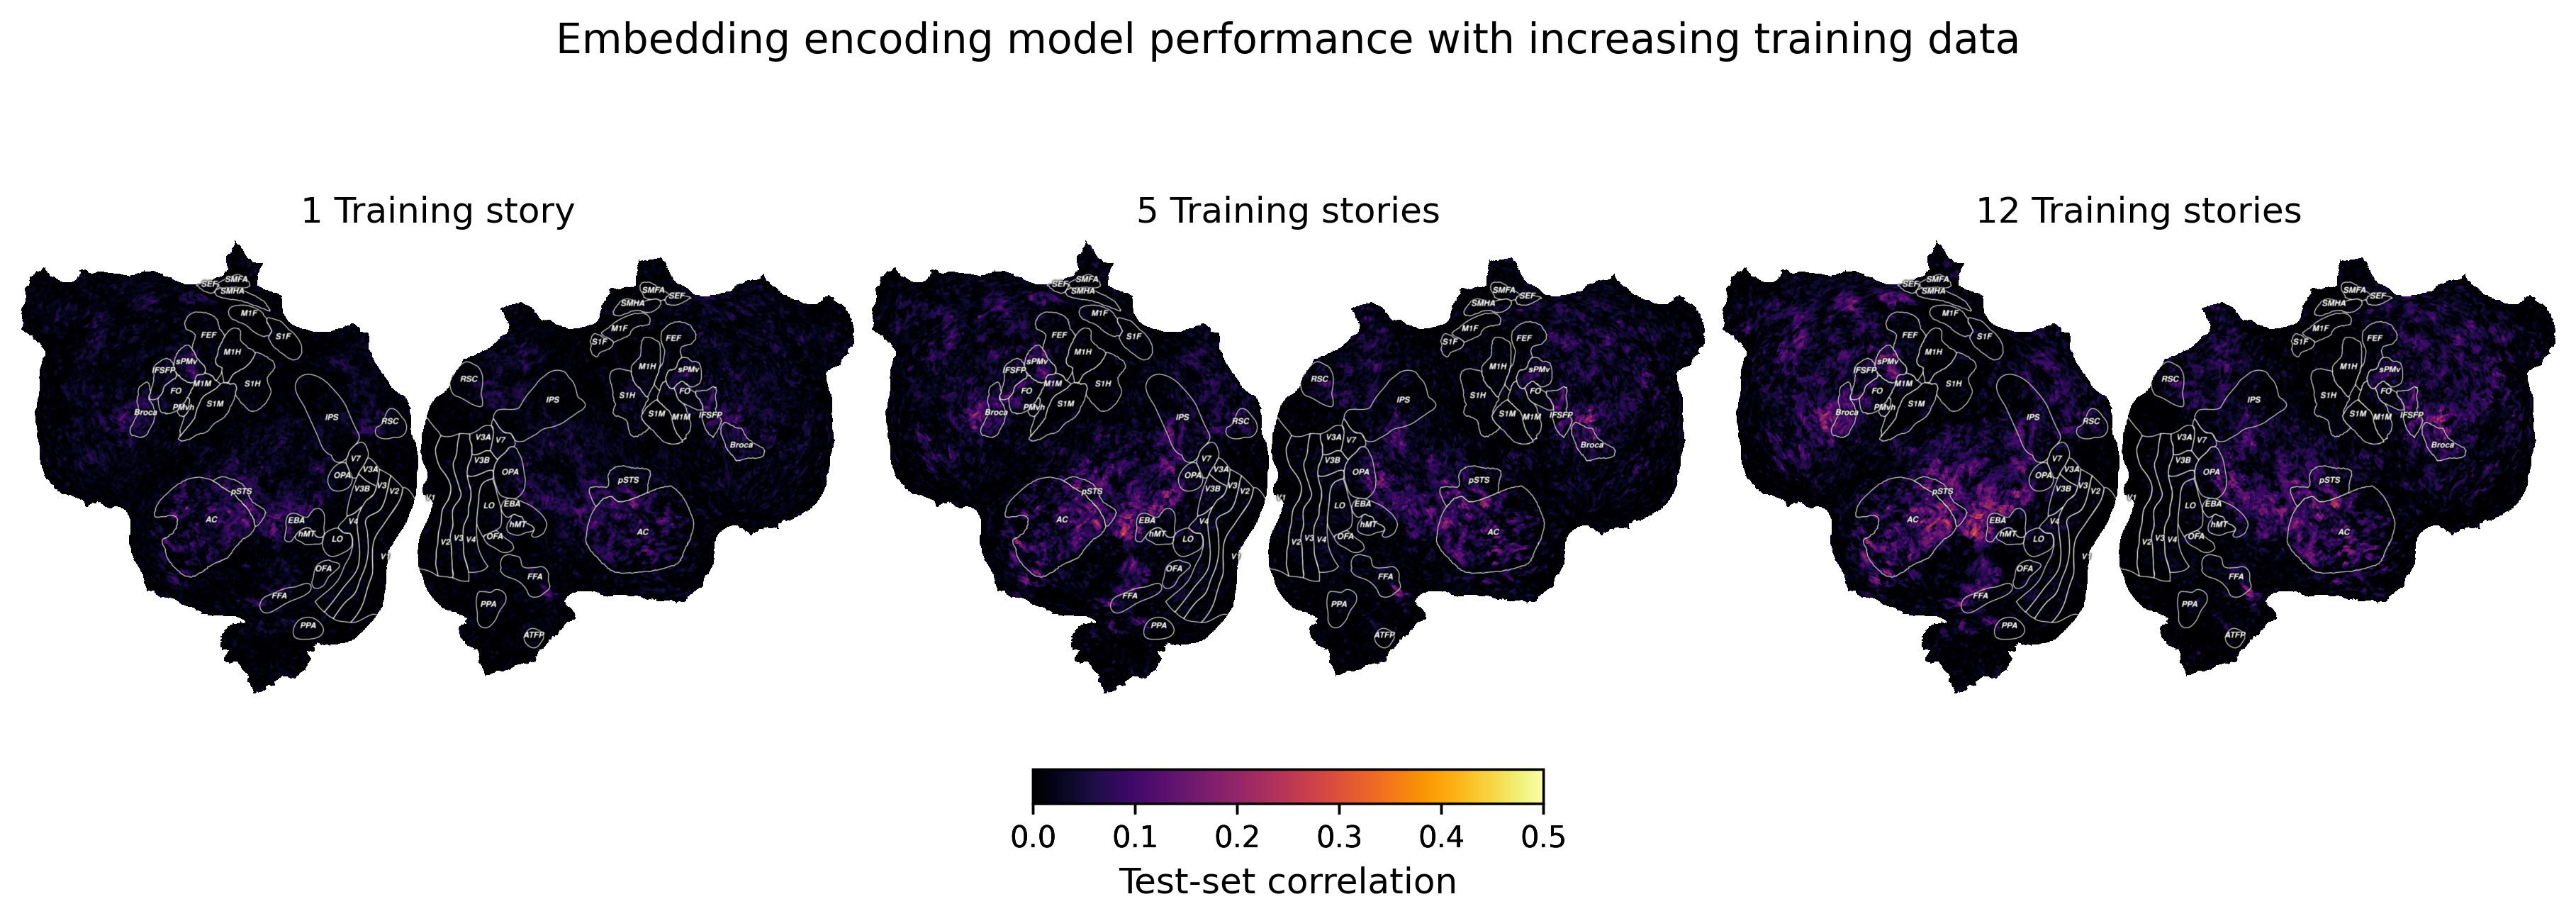 Embedding encoding model performance with increasing training data
1 Training story
5 Training stories
12 Training stories
SEF SMFA
SMHA
M1F
FEF S1F
M1H
sPMv
IFSFP M1M S1H
FO
Broca PMvh S1M
IPS
RSC
V7
OPA V3A
V3B V3 V2
pSTS
AC
EBA V4
hMT LO V1
OFA
FFA
PPA
SMFA SEF
SMHA
M1F
S1F FEF
M1H
RSC sPMv
IPS S1H FO
S1M M1M IFSFP
V3A V7 Broca
V3B
OPA pSTS
V1
LO EBA
hMT AC
V2 V3 V4 OFA
FFA
PPA
ATFP
SEF SMFA
SMHA
M1F
FEF S1F
M1H
sPMv
IFSFP M1M S1H
FO
Broca PMvh S1M
IPS
RSC
V7
OPA V3A
V3B V3 V2
pSTS
AC
EBA V4
hMT LO V1
OFA
FFA
PPA
SMFA SEF
SMHA
M1F
S1F FEF
M1H
RSC sPMv
IPS S1H FO
S1M M1M IFSFP
V3A V7 Broca
V3B
OPA pSTS
V1
LO EBA
hMT AC
V2 V3 V4 OFA
FFA
PPA
ATFP
SEF SMFA
SMHA
M1F
FEF S1F
M1H
sPMv
IFSFP M1M S1H
FO
Broca PMvh S1M
IPS
RSC
V7
OPA V3A
V3B V3 V2
pSTS
AC
EBA V4
hMT LO V1
OFA
FFA
PPA
SMFA SEF
SMHA
M1F
S1F FEF
M1H
RSC sPMv
IPS S1H FO
S1M M1M IFSFP
V3A V7 Broca
V3B
OPA pSTS
V1
LO EBA
hMT AC
V2 V3 V4 OFA
FFA
PPA
ATFP
0.0 0.1 0.2 0.3 0.4 0.5
Test-set correlation